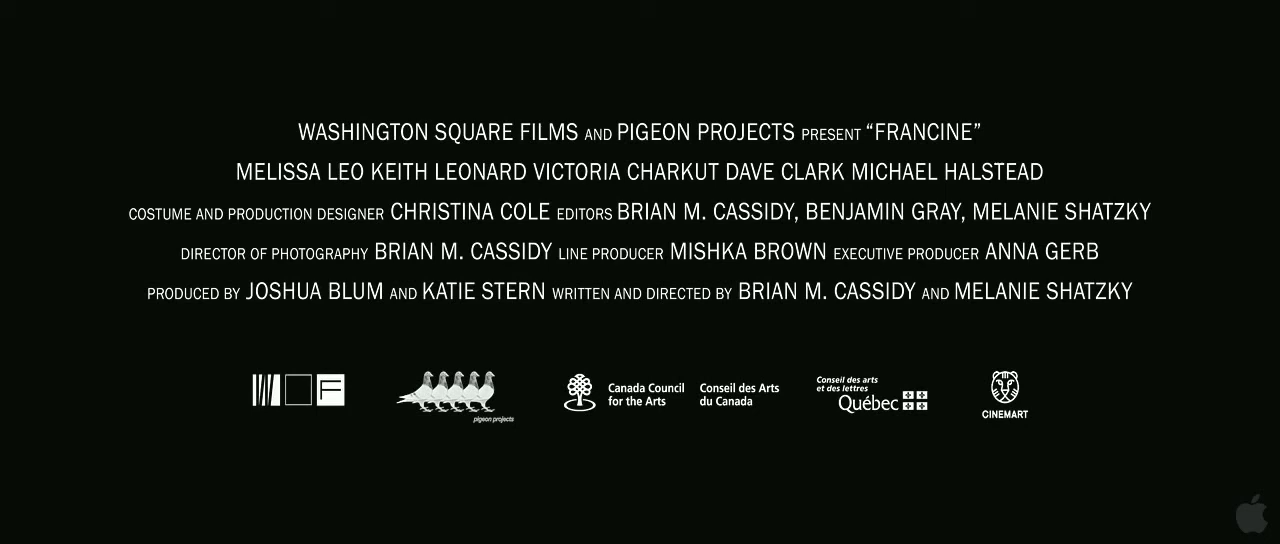 WASHINGTON SQUARE FILMS AND PIGEON PROJECTS PRESENT “FRANCINE”
MELISSA LEO KEITH LEONARD VICTORIA CHARKUT DAVE CLARK MICHAEL HALSTEAD
COSTUME AND PRODUCTION DESIGNER CHRISTINA COLE EDITORS BRIAN M. CASSIDY, BENJAMIN GRAY, MELANIE SHATZKY
DIRECTOR OF PHOTOGRAPHY BRIAN M. CASSIDY LINE PRODUCER MISHKA BROWN EXECUTIVE PRODUCER ANNA GERB
PRODUCED BY JOSHUA BLUM AND KATIE STERN WRITTEN AND DIRECTED BY BRIAN M. CASSIDY AND MELANIE SHATZKY
W F
pigeon projects
Canada Council
for the Arts
Conseil des Arts
du Canada
Conseil des arts
et des lettres
Québec
CINEMART